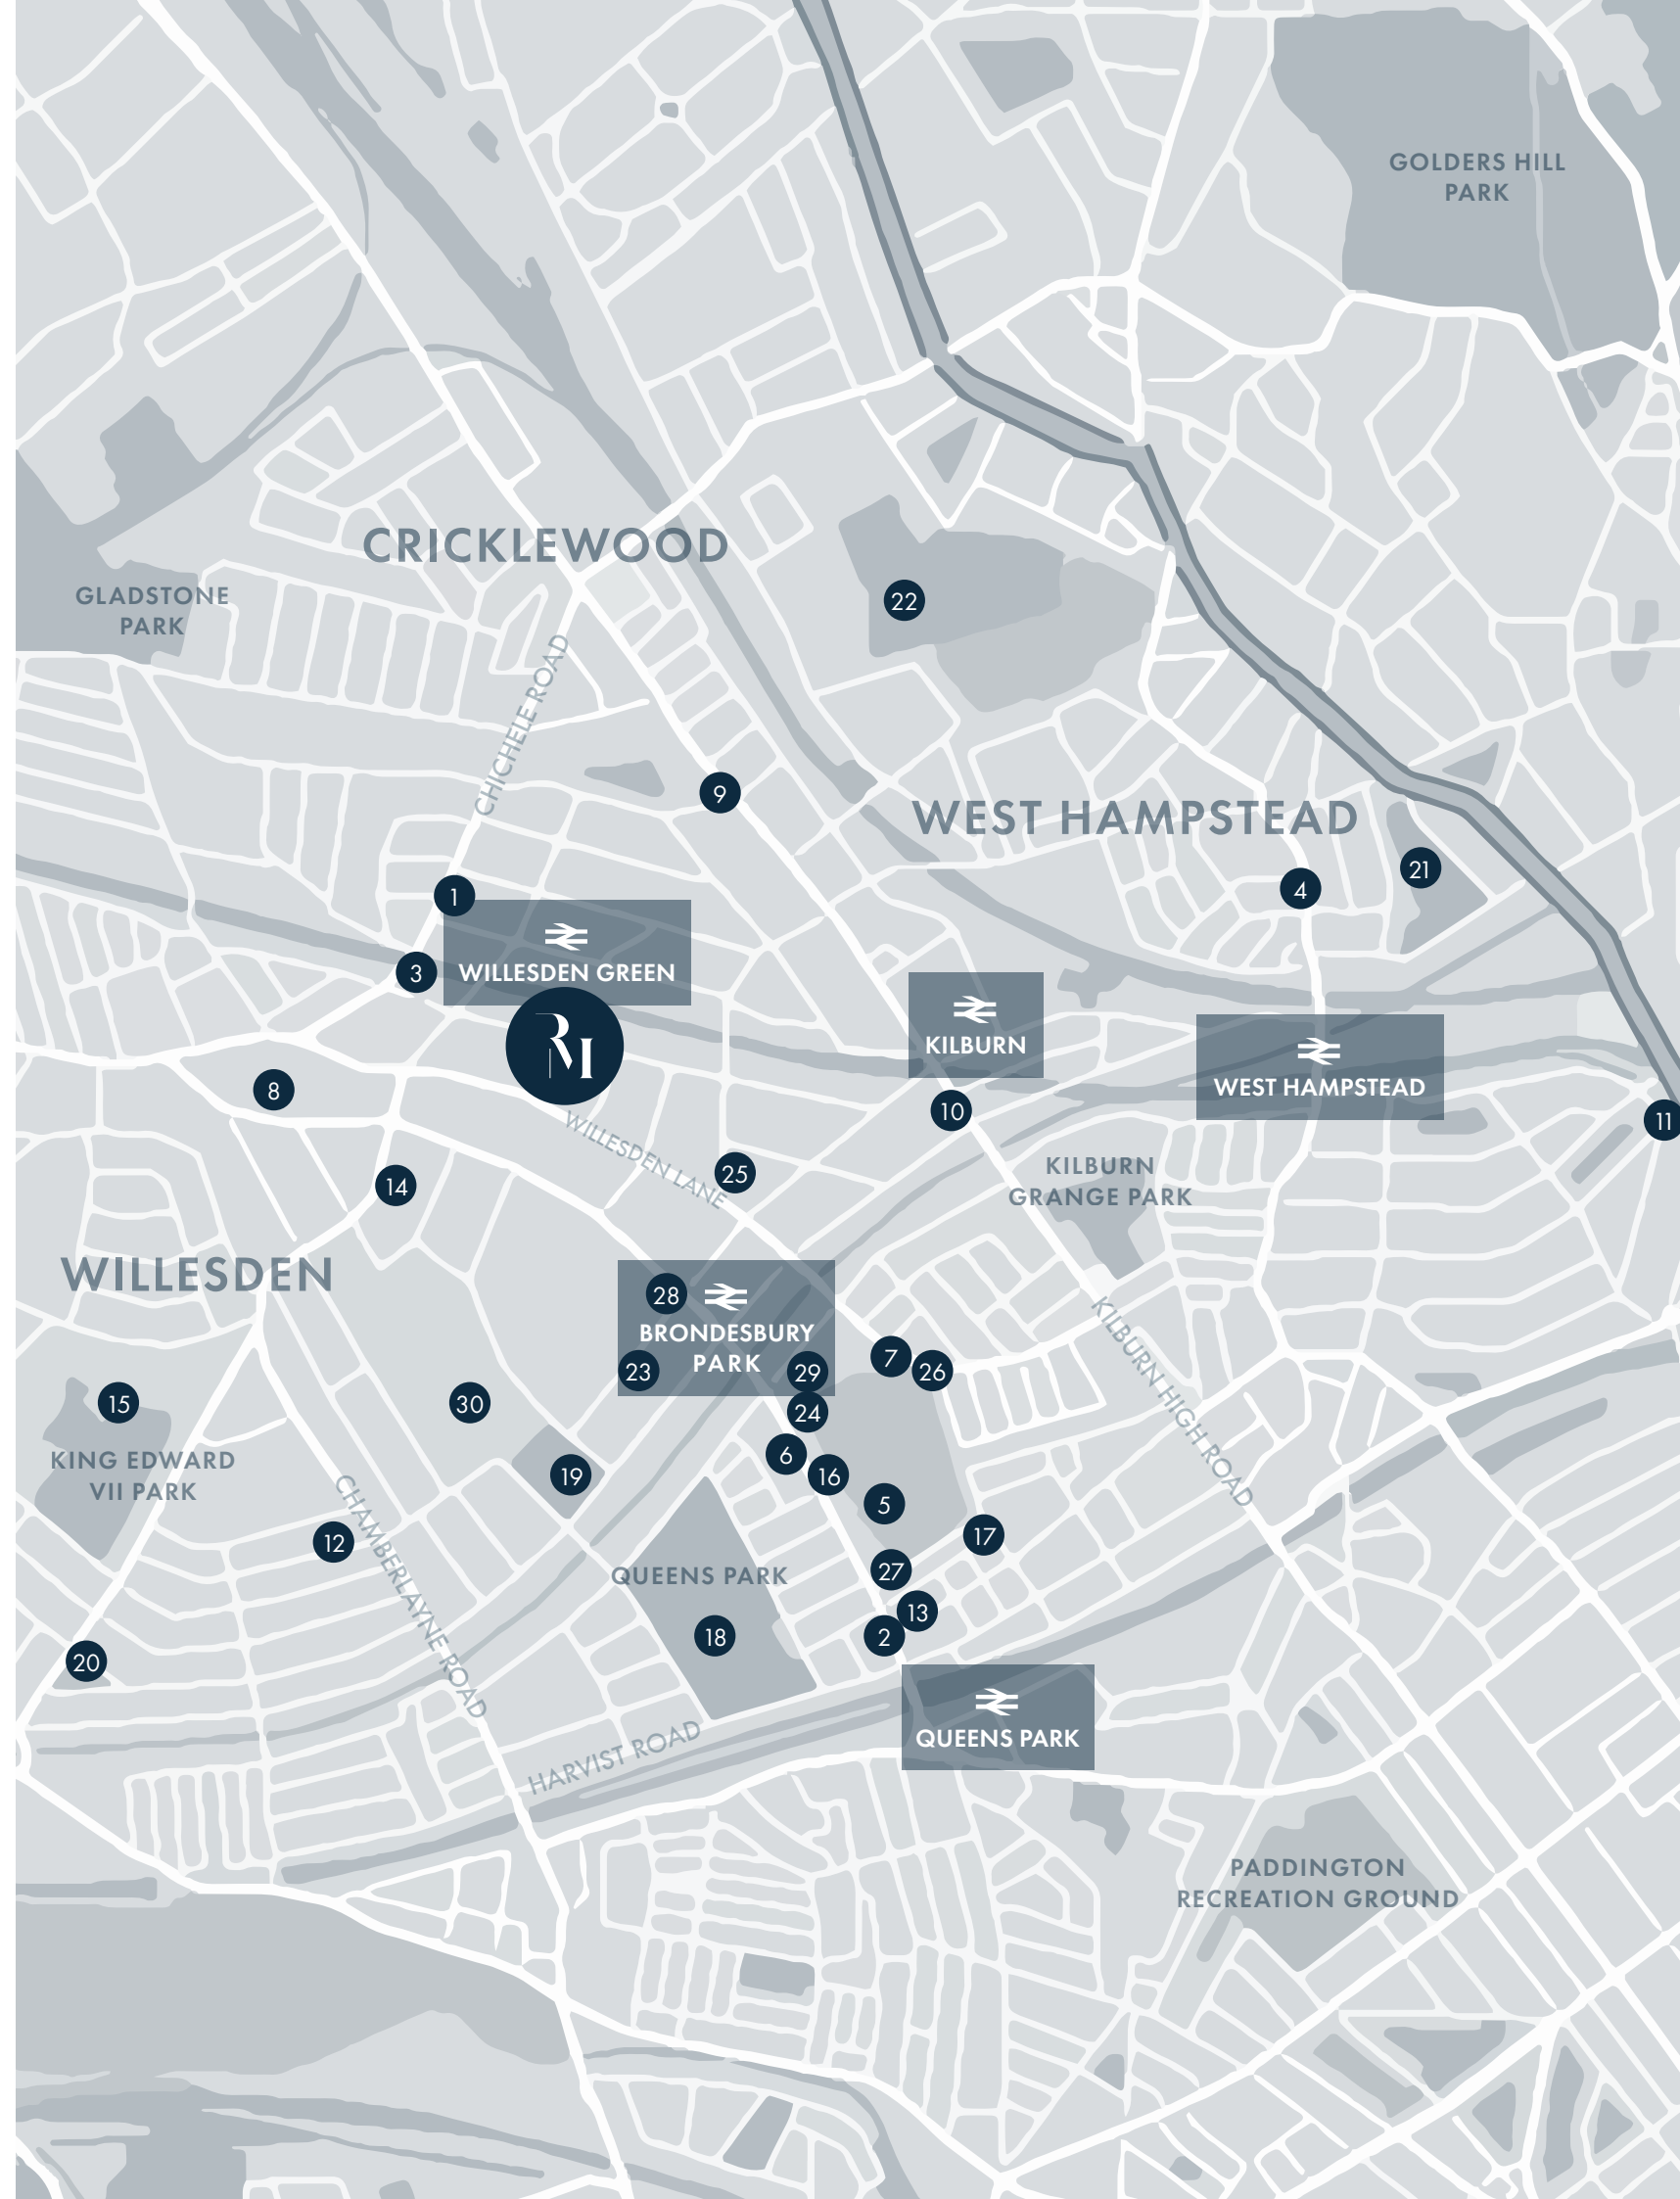 GOLDERS HILL
PARK
CRICKLEWOOD
GLADSTONE
PARK
22
CHICHELE ROAD
9
WEST HAMPSTEAD
21
4
1
WILLESDEN GREEN
3
RI
KILBURN
WEST HAMPSTEAD
8
10
11
WILLESDEN LANE
25
14
KILBURN
GRANGE PARK
WILLESDEN
28
BRONDESBURY
PARK
23
29
7
26
KILBURN HIGH ROAD
15
30
24
KING EDWARD
VII PARK
6
16
19
5
12
17
CHAMBERLAYNE ROAD
QUEENS PARK
27
13
18
2
20
QUEENS PARK
HARVIST ROAD
PADDINGTON
RECREATION GROUND